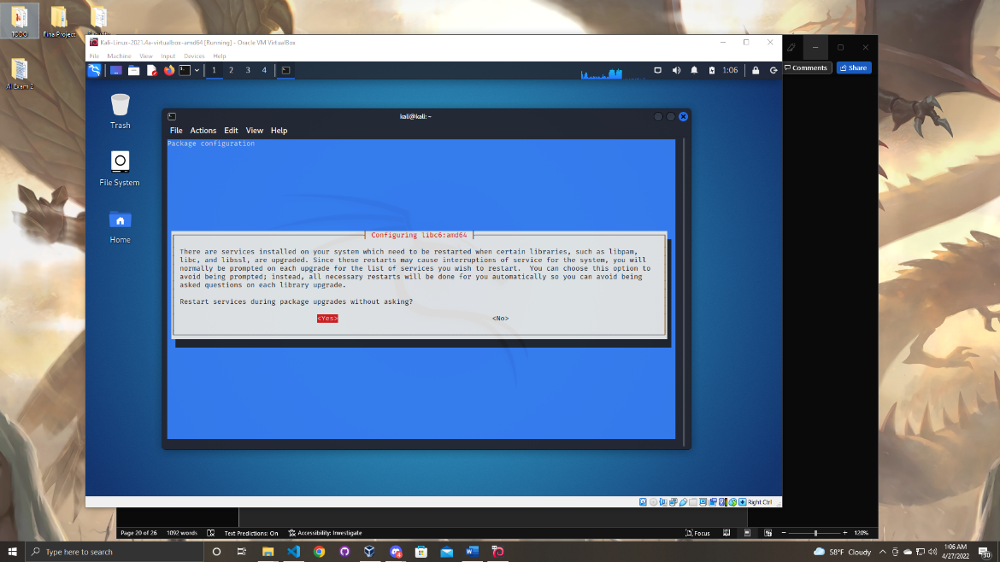 TODO
Final Project
AI Exam 2
Kali-Linux-2021.4a-virtualbox-amd64 [Running] - Oracle VM VirtualBox
File Machine View Input Devices Help
1 2 3 4
1:06
Comments
Share
Trash
File System
Home
kali@kali: ~
File Actions Edit View Help
Package configuration
Configuring libc6:amd64
There are services installed on your system which need to be restarted when certain libraries, such as libpam,
libc, and libssl, are upgraded. Since these restarts may cause interruptions of service for the system, you will
normally be prompted on each upgrade for the list of services you wish to restart.  You can choose this option to
avoid being prompted; instead, all necessary restarts will be done for you automatically so you can avoid being
asked questions on each library upgrade.
Restart services during package upgrades without asking?
<Yes> <No>
Right Ctrl
Page 20 of 26 1092 words Text Predictions: On Accessibility: Investigate Focus 120%
Type here to search
58°F Cloudy
1:06 AM
4/27/2022
30